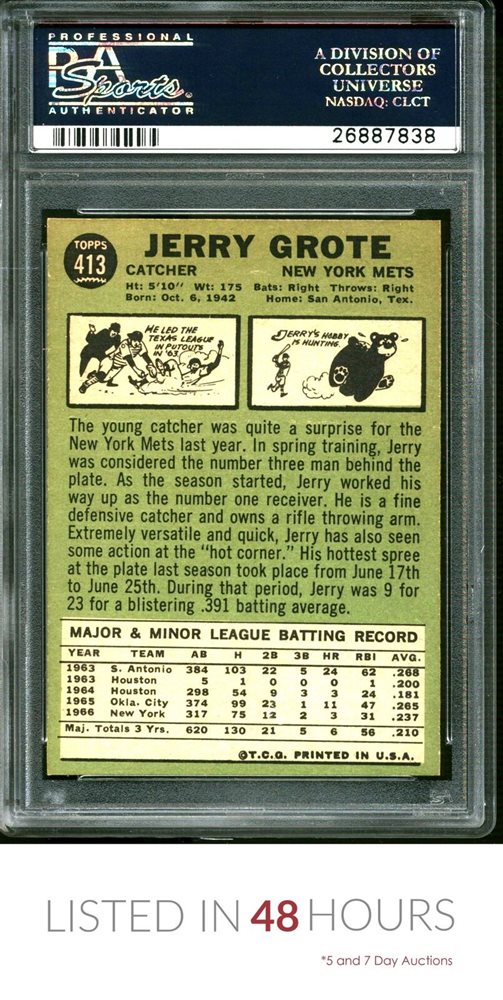 PROFESSIONAL
PSA
Sports
AUTHENTICATOR
A DIVISION OF
COLLECTORS
UNIVERSE
NASDAQ: CLCT
26887838
TOPPS
413
JERRY GROTE
CATCHER NEW YORK METS
Ht: 5'10" Wt: 175 Bats: Right Throws: Right
Born: Oct. 6, 1942 Home: San Antonio, Tex.
HE LED THE
TEXAS LEAGUE
IN PUTOUTS
IN '63.
JERRY'S HOBBY
IS HUNTING.
The young catcher was quite a surprise for the
New York Mets last year. In spring training, Jerry
was considered the number three man behind the
plate. As the season started, Jerry worked his
way up as the number one receiver. He is a fine
defensive catcher and owns a rifle throwing arm.
Extremely versatile and quick, Jerry has also seen
some action at the "hot corner." His hottest spree
at the plate last season took place from June 17th
to June 25th. During that period, Jerry was 9 for
23 for a blistering .391 batting average.
MAJOR & MINOR LEAGUE BATTING RECORD
YEAR TEAM AB H 2B 3B HR RBI AVG.
1963 S. Antonio 384 103 22 5 24 62 .268
1963 Houston 5 1 0 0 0 1 .200
1964 Houston 298 54 9 3 3 24 .181
1965 Okla. City 374 99 23 1 11 47 .265
1966 New York 317 75 12 2 3 31 .237
Maj. Totals 3 Yrs. 620 130 21 5 6 56 .210
©T.C.G. PRINTED IN U.S.A.
LISTED IN 48 HOURS
*5 and 7 Day Auctions